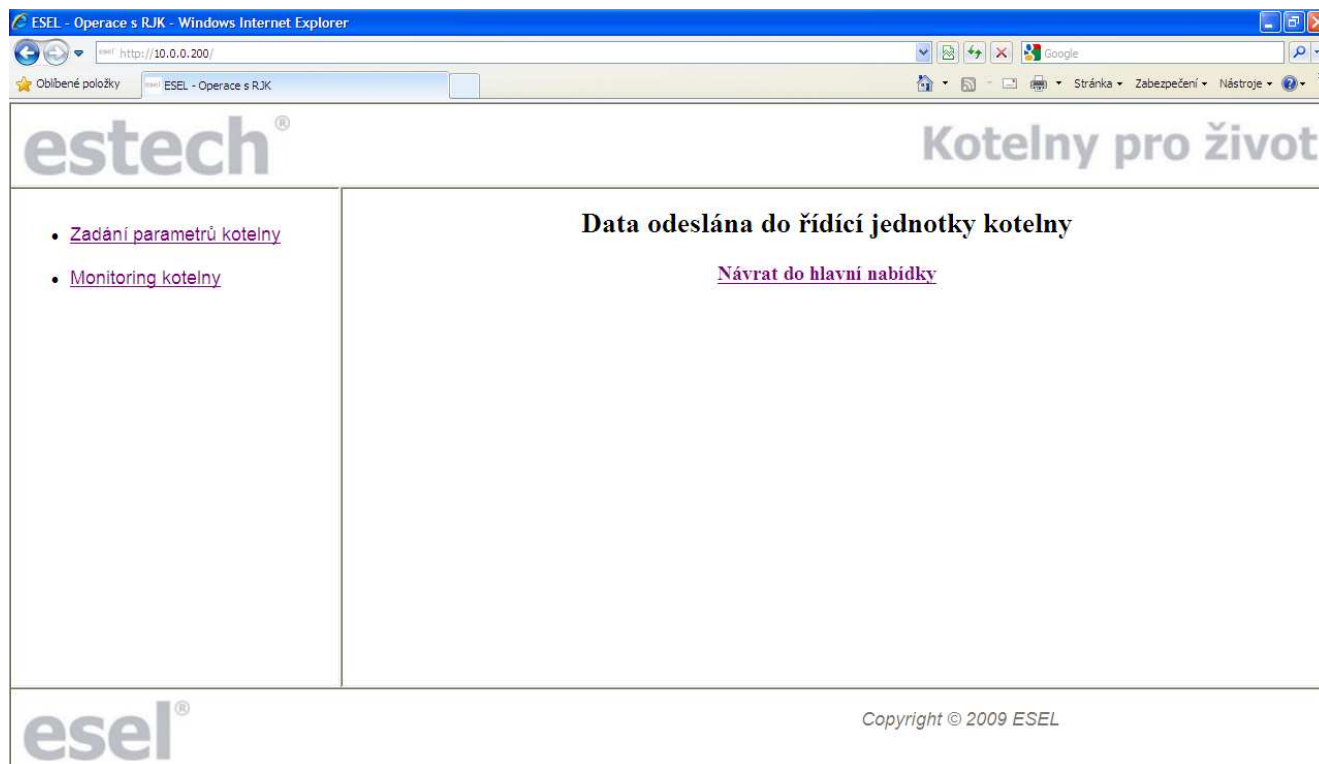 ESEL - Operace s RJK - Windows Internet Explorer
http://10.0.0.200/
Google
Oblíbené položky
ESEL - Operace s RJK
Stránka
Zabezpečení
Nástroje
estech®
Kotelny pro život
Zadání parametrů kotelny
Monitoring kotelny
Data odeslána do řídící jednotky kotelny
Návrat do hlavní nabídky
esel®
Copyright © 2009 ESEL